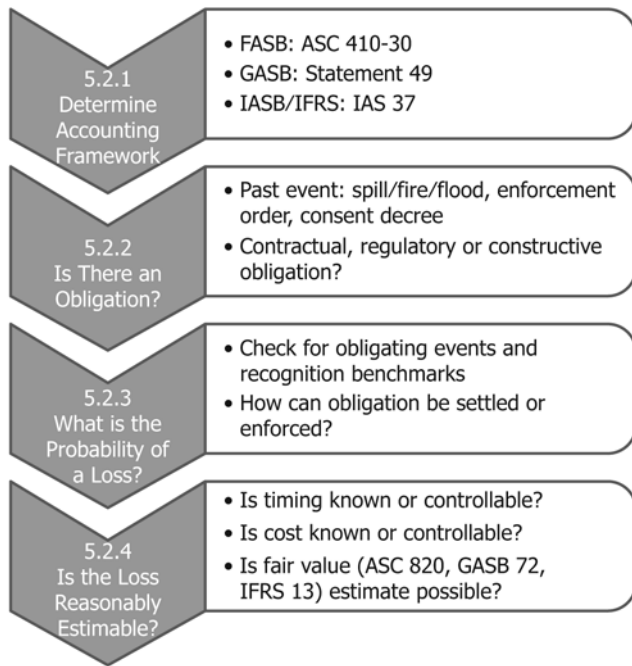 5.2.1
Determine
Accounting
Framework
• FASB: ASC 410-30
• GASB: Statement 49
• IASB/IFRS: IAS 37
5.2.2
Is There an
Obligation?
• Past event: spill/fire/flood, enforcement
order, consent decree
• Contractual, regulatory or constructive
obligation?
5.2.3
What is the
Probability of
a Loss?
• Check for obligating events and
recognition benchmarks
• How can obligation be settled or
enforced?
5.2.4
Is the Loss
Reasonably
Estimable?
• Is timing known or controllable?
• Is cost known or controllable?
• Is fair value (ASC 820, GASB 72,
IFRS 13) estimate possible?